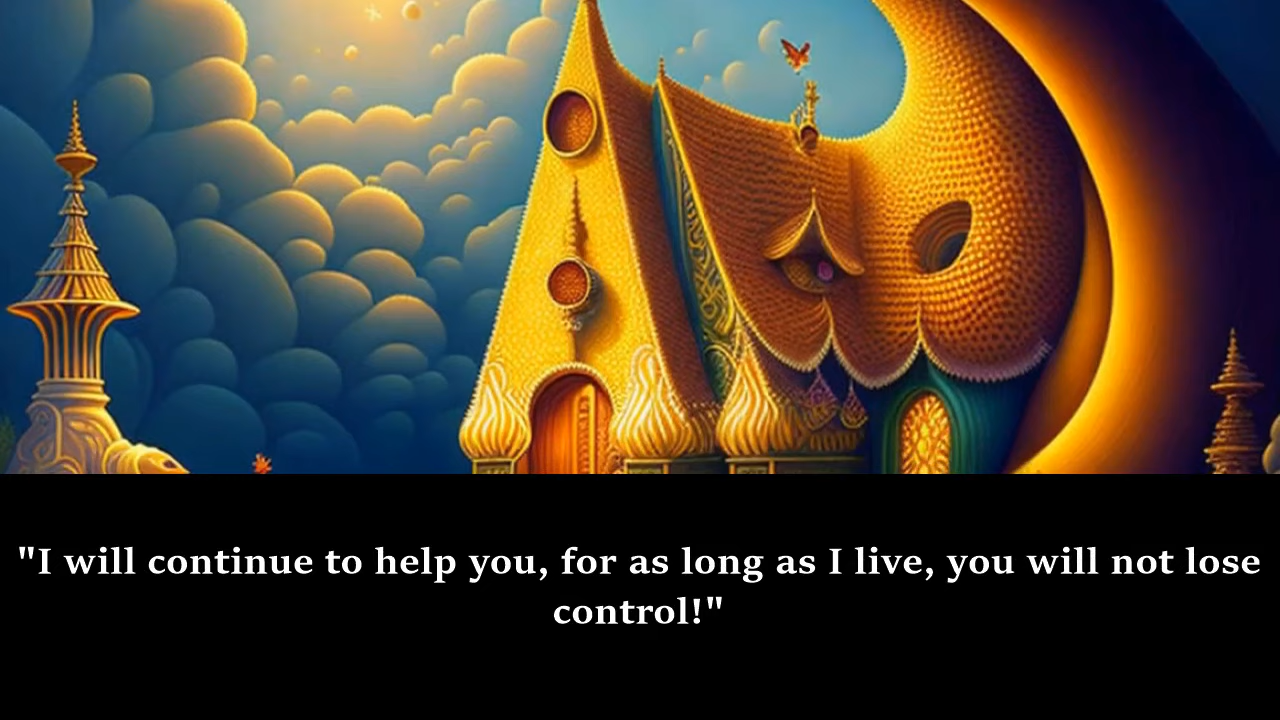 "I will continue to help you, for as long as I live, you will not lose
control!"